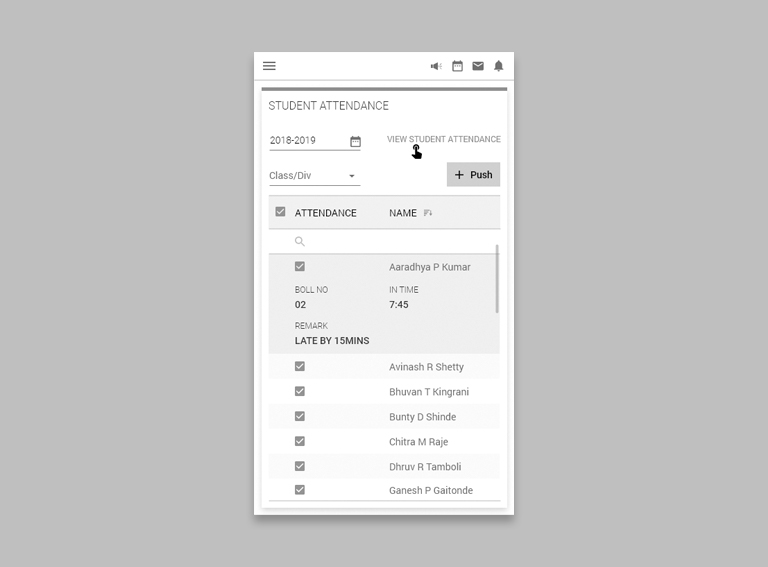 STUDENT ATTENDANCE
2018-2019
VIEW STUDENT ATTENDANCE
Class/Div
+ Push
ATTENDANCE NAME
Aaradhya P Kumar
BOLL NO IN TIME
02 7:45
REMARK
LATE BY 15MINS
Avinash R Shetty
Bhuvan T Kingrani
Bunty D Shinde
Chitra M Raje
Dhruv R Tamboli
Ganesh P Gaitonde